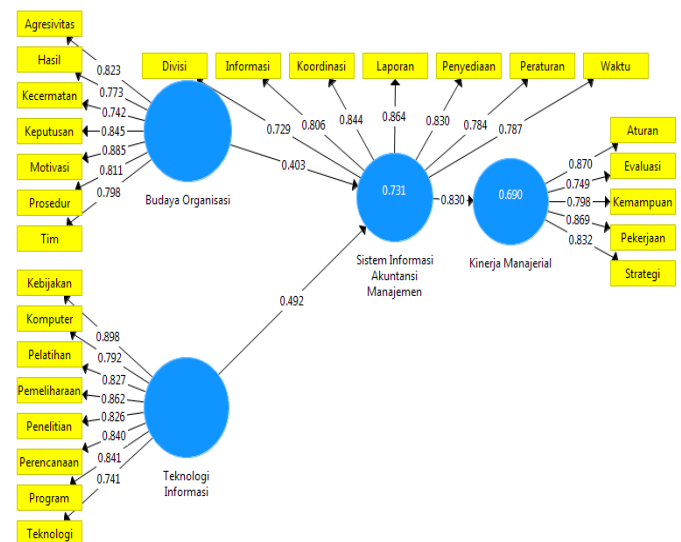 Agresivitas
Hasil
Kecermatan
Keputusan
Motivasi
Prosedur
Tim
0.823
0.773
0.742
0.845
0.885
0.811
0.798
Budaya Organisasi
Divisi
Informasi
Koordinasi
Laporan
Penyediaan
Peraturan
Waktu
0.729
0.806
0.844
0.864
0.830
0.784
0.787
0.403
0.731
Sistem Informasi
Akuntansi
Manajemen
0.830
0.690
Kinerja Manajerial
0.870
0.749
0.798
0.869
0.832
Aturan
Evaluasi
Kemampuan
Pekerjaan
Strategi
0.492
Kebijakan
Komputer
Pelatihan
Pemeliharaan
Penelitian
Perencanaan
Program
Teknologi
0.898
0.792
0.827
0.862
0.826
0.840
0.841
0.741
Teknologi
Informasi